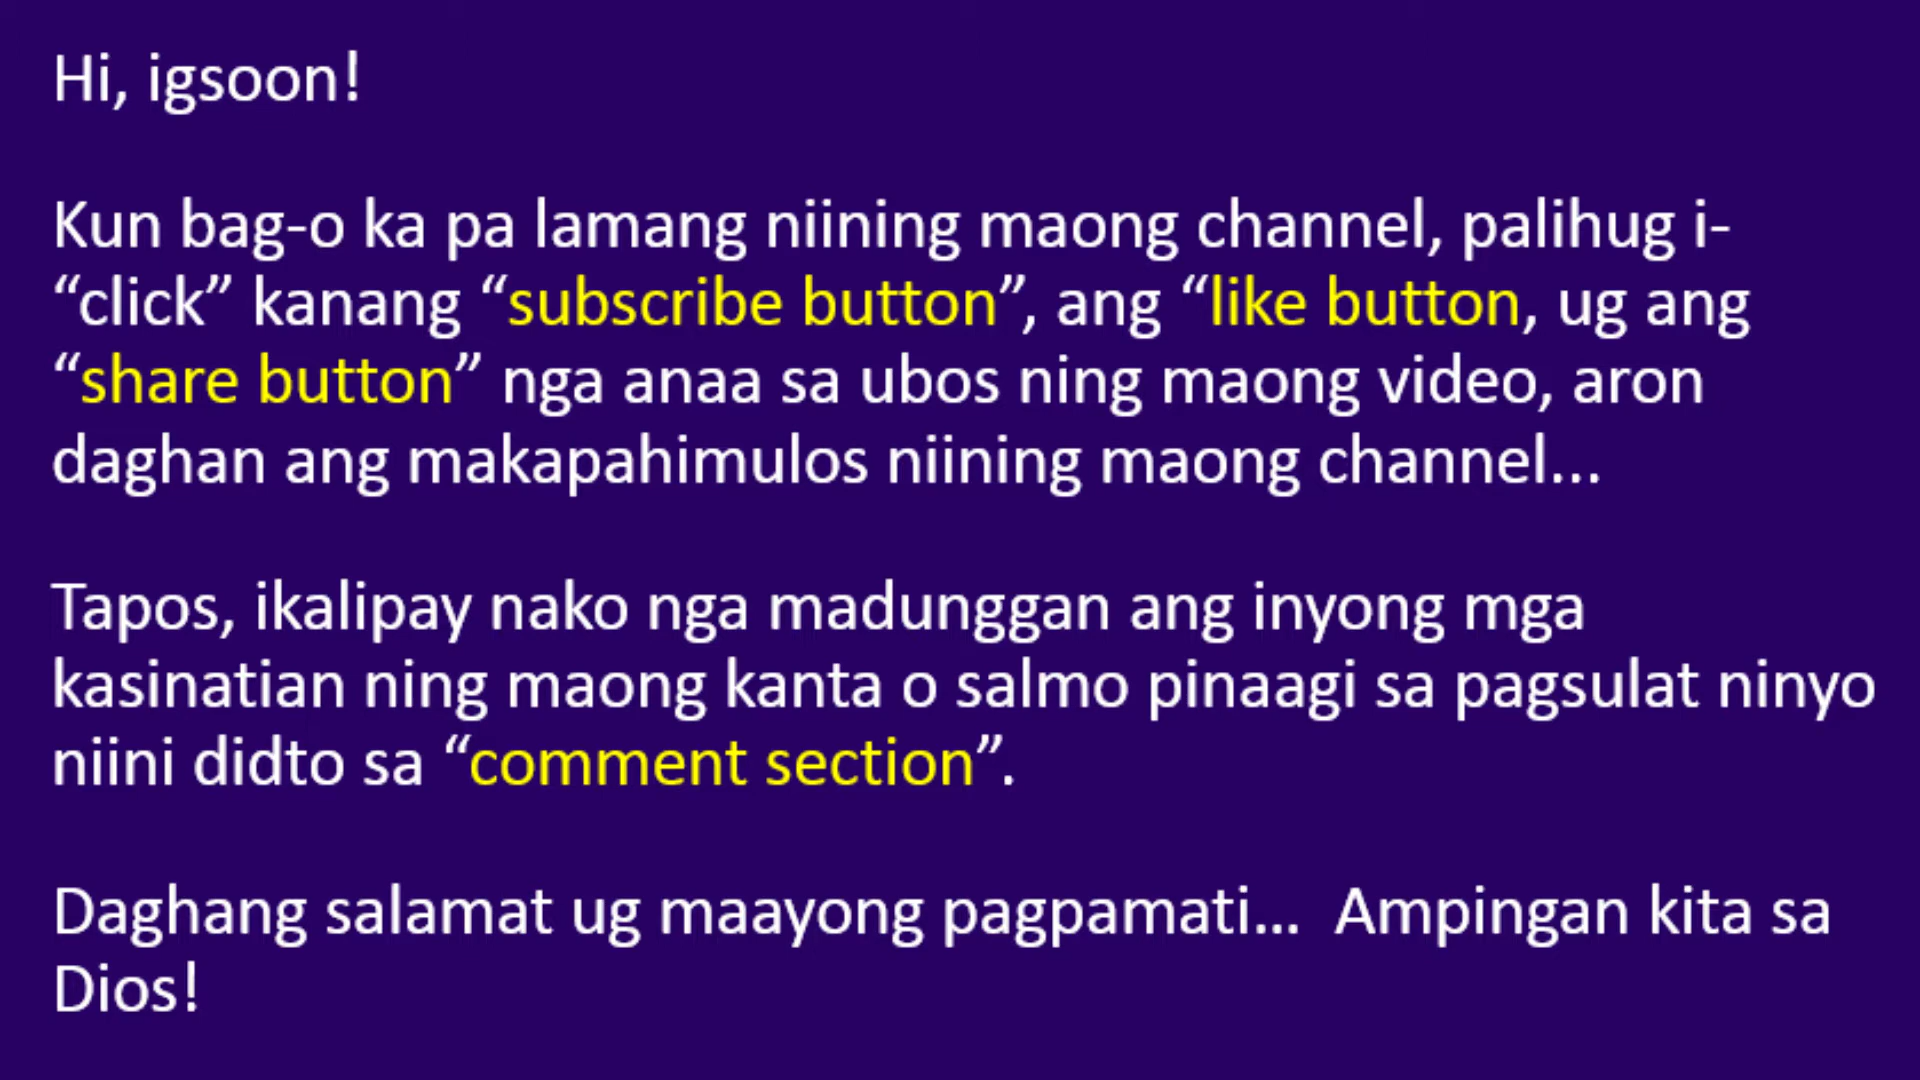 Hi, igsoon!
Kun bag-o ka pa lamang niining maong channel, palihug i-
“click” kanang “subscribe button”, ang “like button, ug ang
“share button” nga anaa sa ubos ning maong video, aron
daghan ang makapahimulos niining maong channel...
Tapos, ikalipay nako nga madunggan ang inyong mga
kasinatian ning maong kanta o salmo pinaagi sa pagsulat ninyo
niini didto sa “comment section”.
Daghang salamat ug maayong pagpamati... Ampingan kita sa
Dios!